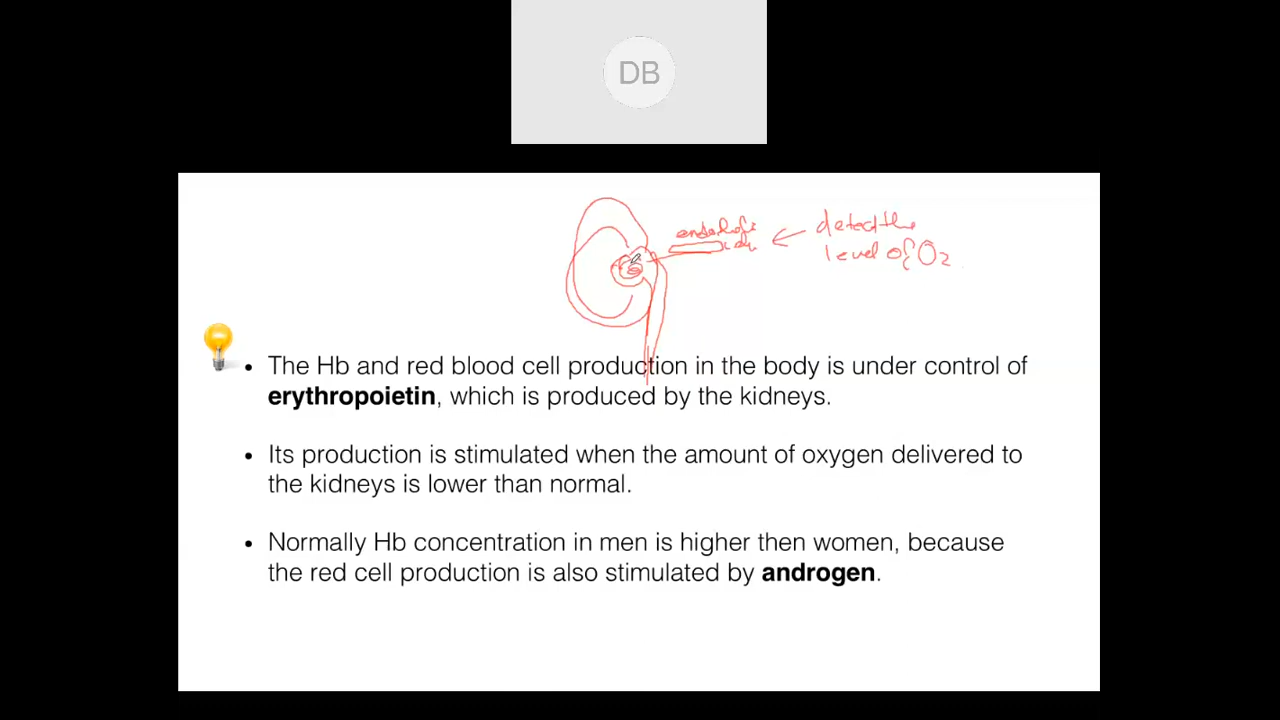 DB
detect the
level of O2
• The Hb and red blood cell production in the body is under control of
erythropoietin, which is produced by the kidneys.
• Its production is stimulated when the amount of oxygen delivered to
the kidneys is lower than normal.
• Normally Hb concentration in men is higher then women, because
the red cell production is also stimulated by androgen.